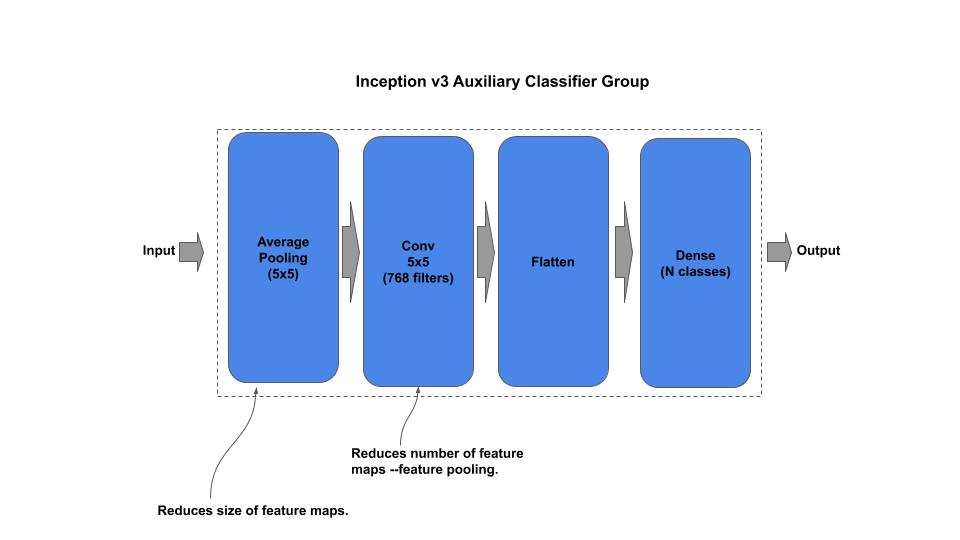 Inception v3 Auxiliary Classifier Group
Input
Average
Pooling
(5x5)
Conv
5x5
(768 filters)
Flatten
Dense
(N classes)
Output
Reduces number of feature
maps --feature pooling.
Reduces size of feature maps.